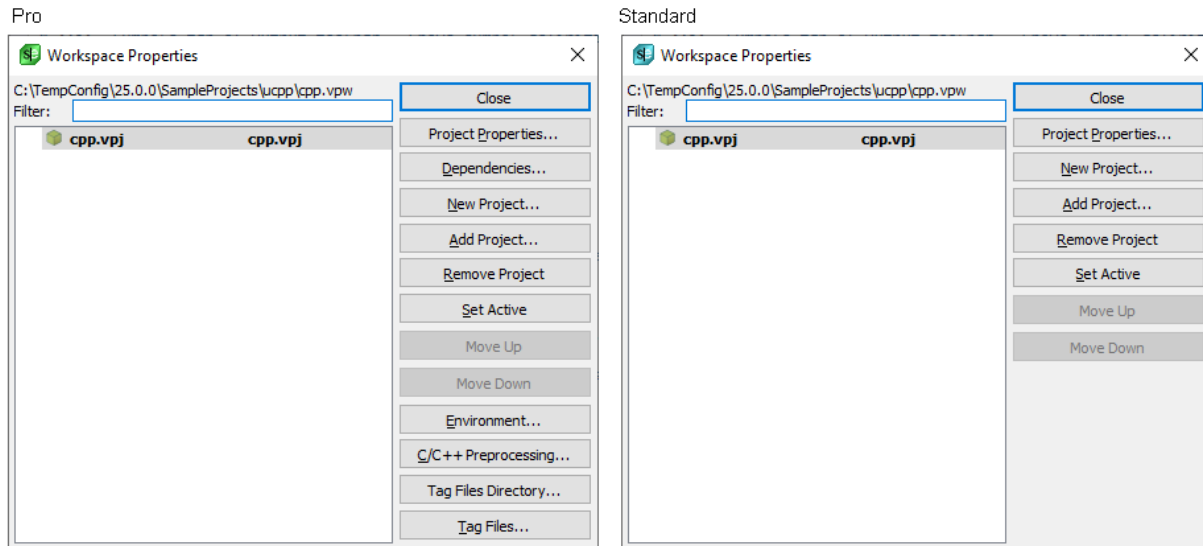 Pro
Workspace Properties
C:\TempConfig\25.0.0\SampleProjects\ucpp\cpp.vpw
Filter:
cpp.vpj cpp.vpj
Close
Project Properties...
Dependencies...
New Project...
Add Project...
Remove Project
Set Active
Move Up
Move Down
Environment...
C/C++ Preprocessing...
Tag Files Directory...
Tag Files...
Standard
Workspace Properties
C:\TempConfig\25.0.0\SampleProjects\ucpp\cpp.vpw
Filter:
cpp.vpj cpp.vpj
Close
Project Properties...
New Project...
Add Project...
Remove Project
Set Active
Move Up
Move Down